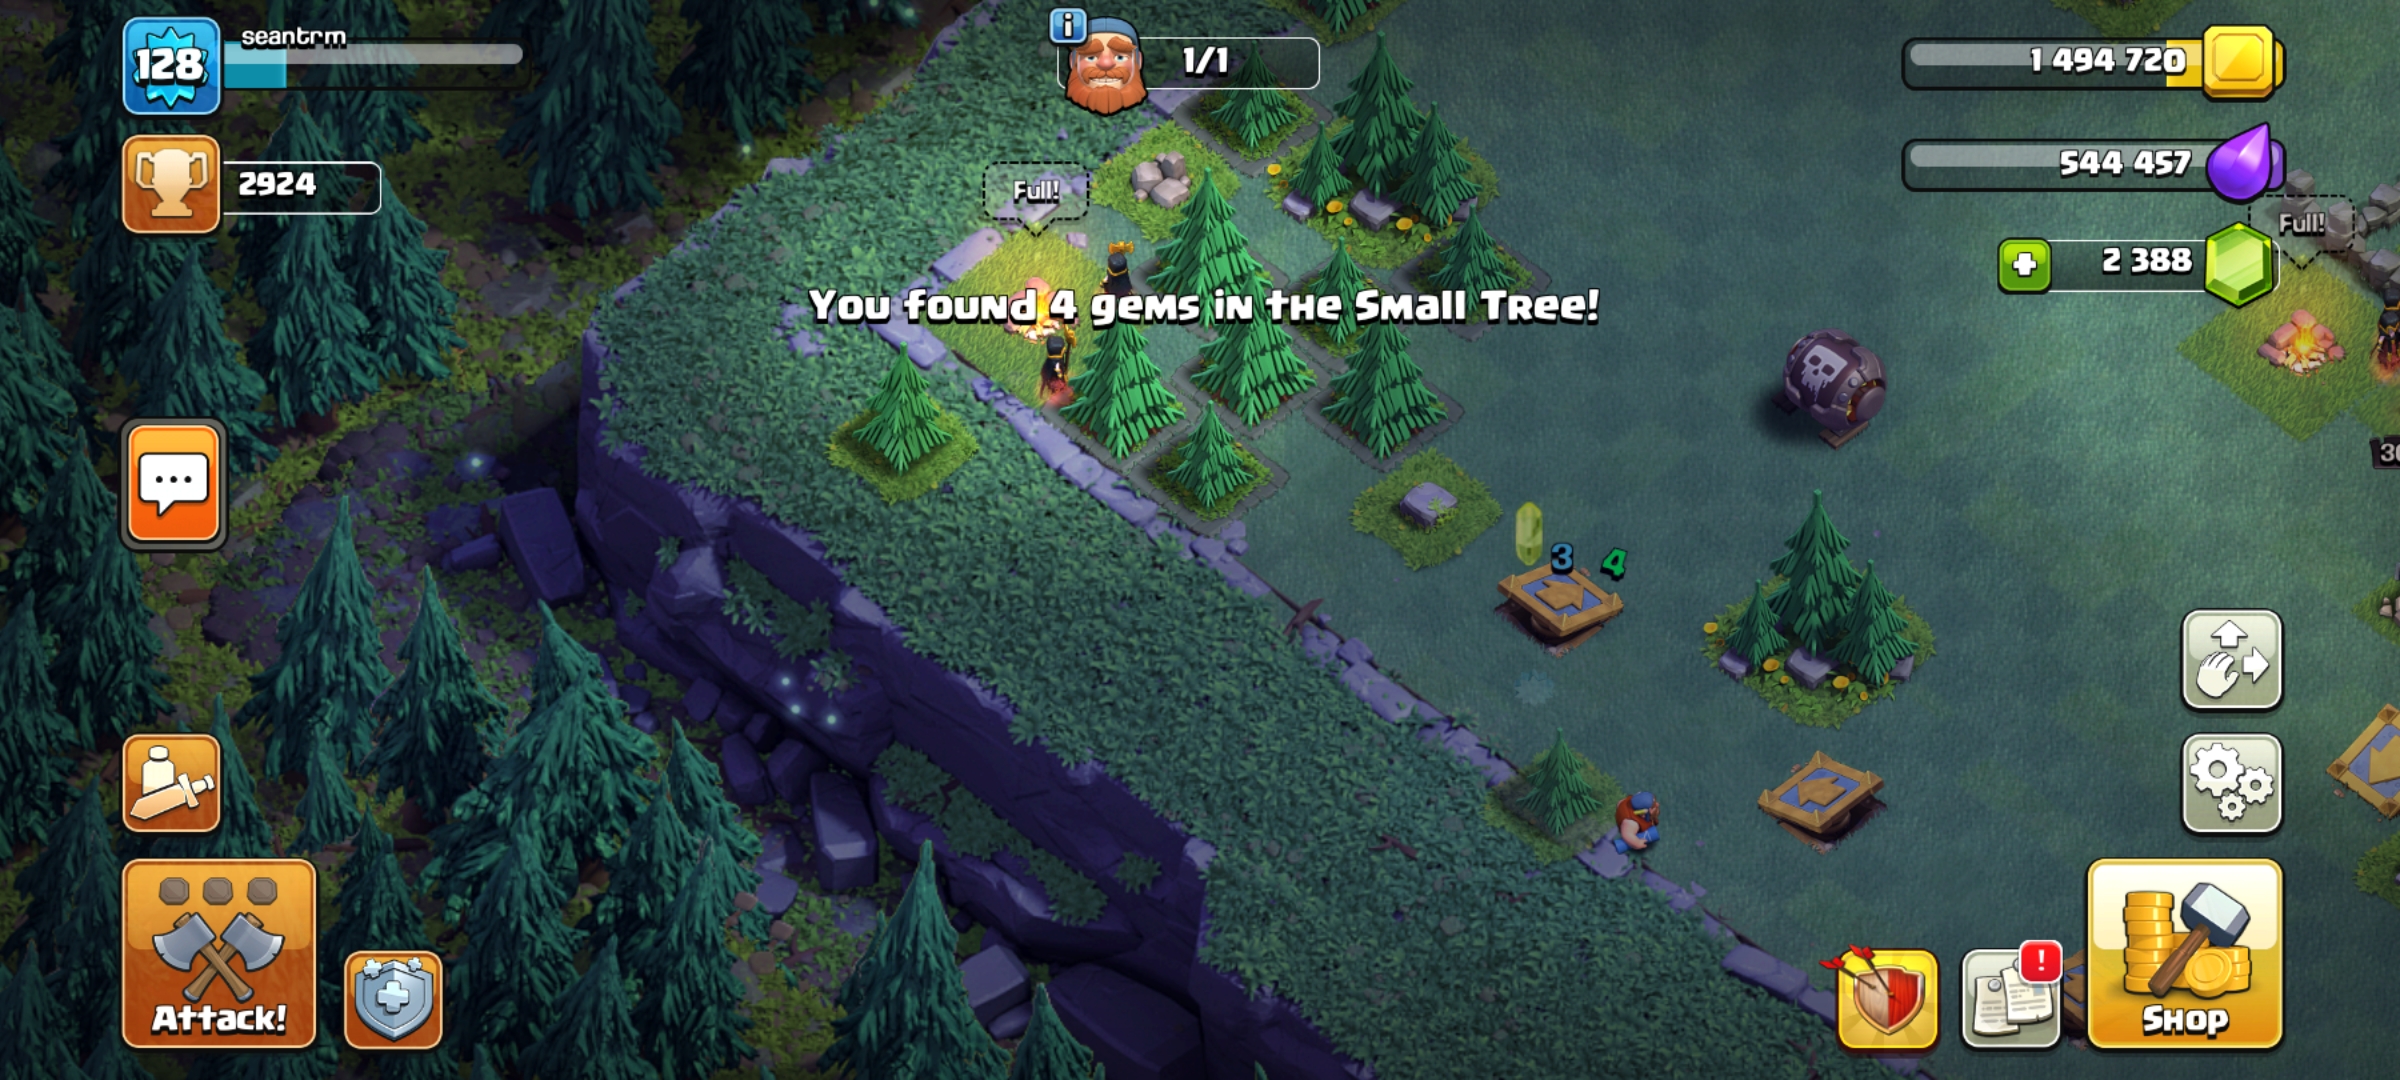 seantrm
128
1/1
1 494 720
2924
544 457
Full!
Full!
2 388
You found 4 gems in the Small Tree!
3 4
Attack!
Shop